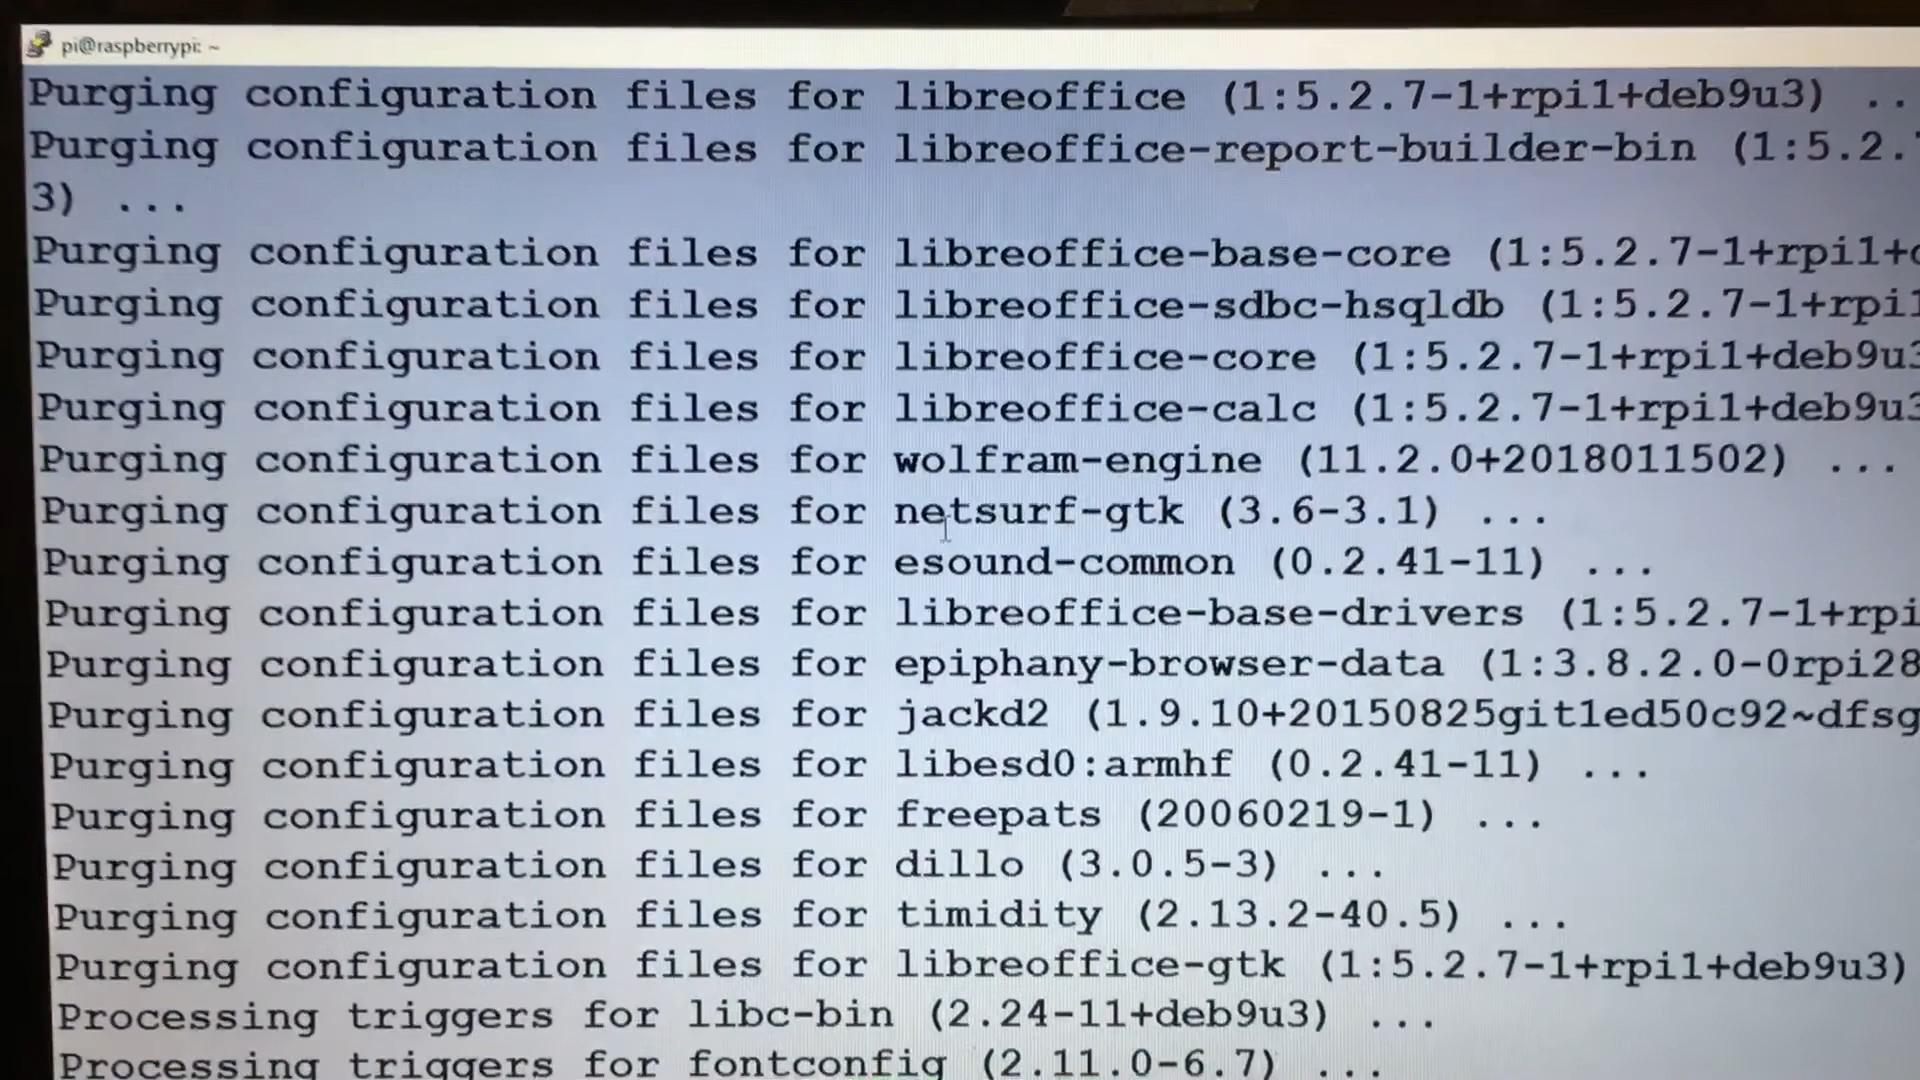 pi@raspberrypi: ~
Purging configuration files for libreoffice (1:5.2.7-1+rpi1+deb9u3) ..
Purging configuration files for libreoffice-report-builder-bin (1:5.2.
3) ...
Purging configuration files for libreoffice-base-core (1:5.2.7-1+rpi1+
Purging configuration files for libreoffice-sdbc-hsqldb (1:5.2.7-1+rpi1
Purging configuration files for libreoffice-core (1:5.2.7-1+rpi1+deb9u3
Purging configuration files for libreoffice-calc (1:5.2.7-1+rpi1+deb9u3
Purging configuration files for wolfram-engine (11.2.0+2018011502) ...
Purging configuration files for netsurf-gtk (3.6-3.1) ...
Purging configuration files for esound-common (0.2.41-11) ...
Purging configuration files for libreoffice-base-drivers (1:5.2.7-1+rpi
Purging configuration files for epiphany-browser-data (1:3.8.2.0-0rpi28
Purging configuration files for jackd2 (1.9.10+20150825git1ed50c92~dfsg
Purging configuration files for libesd0:armhf (0.2.41-11) ...
Purging configuration files for freepats (20060219-1) ...
Purging configuration files for dillo (3.0.5-3) ...
Purging configuration files for timidity (2.13.2-40.5) ...
Purging configuration files for libreoffice-gtk (1:5.2.7-1+rpi1+deb9u3)
Processing triggers for libc-bin (2.24-11+deb9u3) ...
Processing triggers for fontconfig (2.11.0-6.7) ...